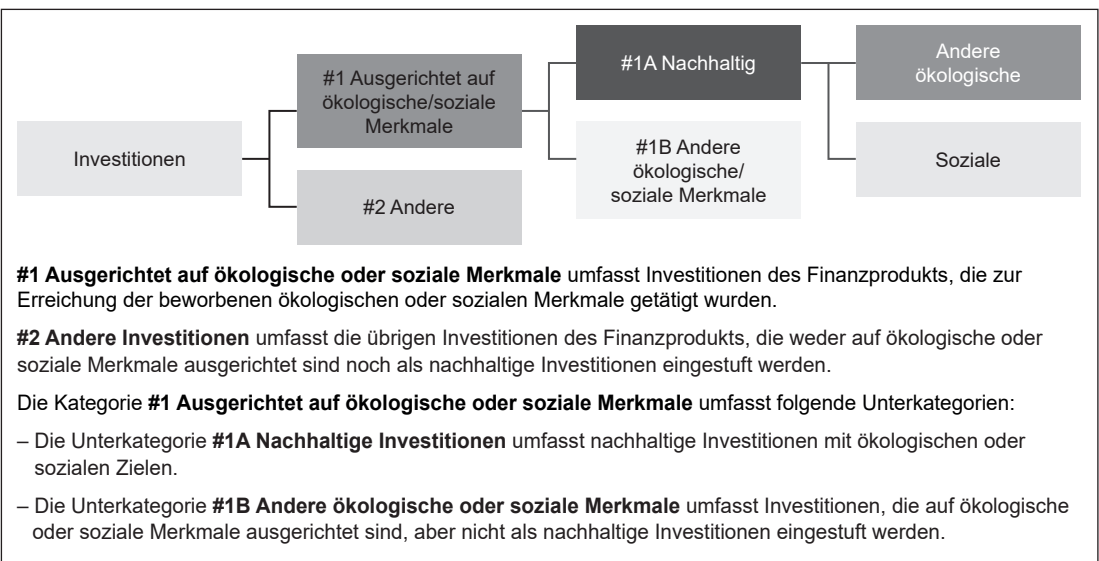 Investitionen
#1 Ausgerichtet auf
ökologische/soziale
Merkmale
#2 Andere
#1A Nachhaltig
#1B Andere
ökologische/
soziale Merkmale
Andere
ökologische
Soziale
#1 Ausgerichtet auf ökologische oder soziale Merkmale umfasst Investitionen des Finanzprodukts, die zur
Erreichung der beworbenen ökologischen oder sozialen Merkmale getätigt wurden.
#2 Andere Investitionen umfasst die übrigen Investitionen des Finanzprodukts, die weder auf ökologische oder
soziale Merkmale ausgerichtet sind noch als nachhaltige Investitionen eingestuft werden.
Die Kategorie #1 Ausgerichtet auf ökologische oder soziale Merkmale umfasst folgende Unterkategorien:
– Die Unterkategorie #1A Nachhaltige Investitionen umfasst nachhaltige Investitionen mit ökologischen oder
sozialen Zielen.
– Die Unterkategorie #1B Andere ökologische oder soziale Merkmale umfasst Investitionen, die auf ökologische
oder soziale Merkmale ausgerichtet sind, aber nicht als nachhaltige Investitionen eingestuft werden.